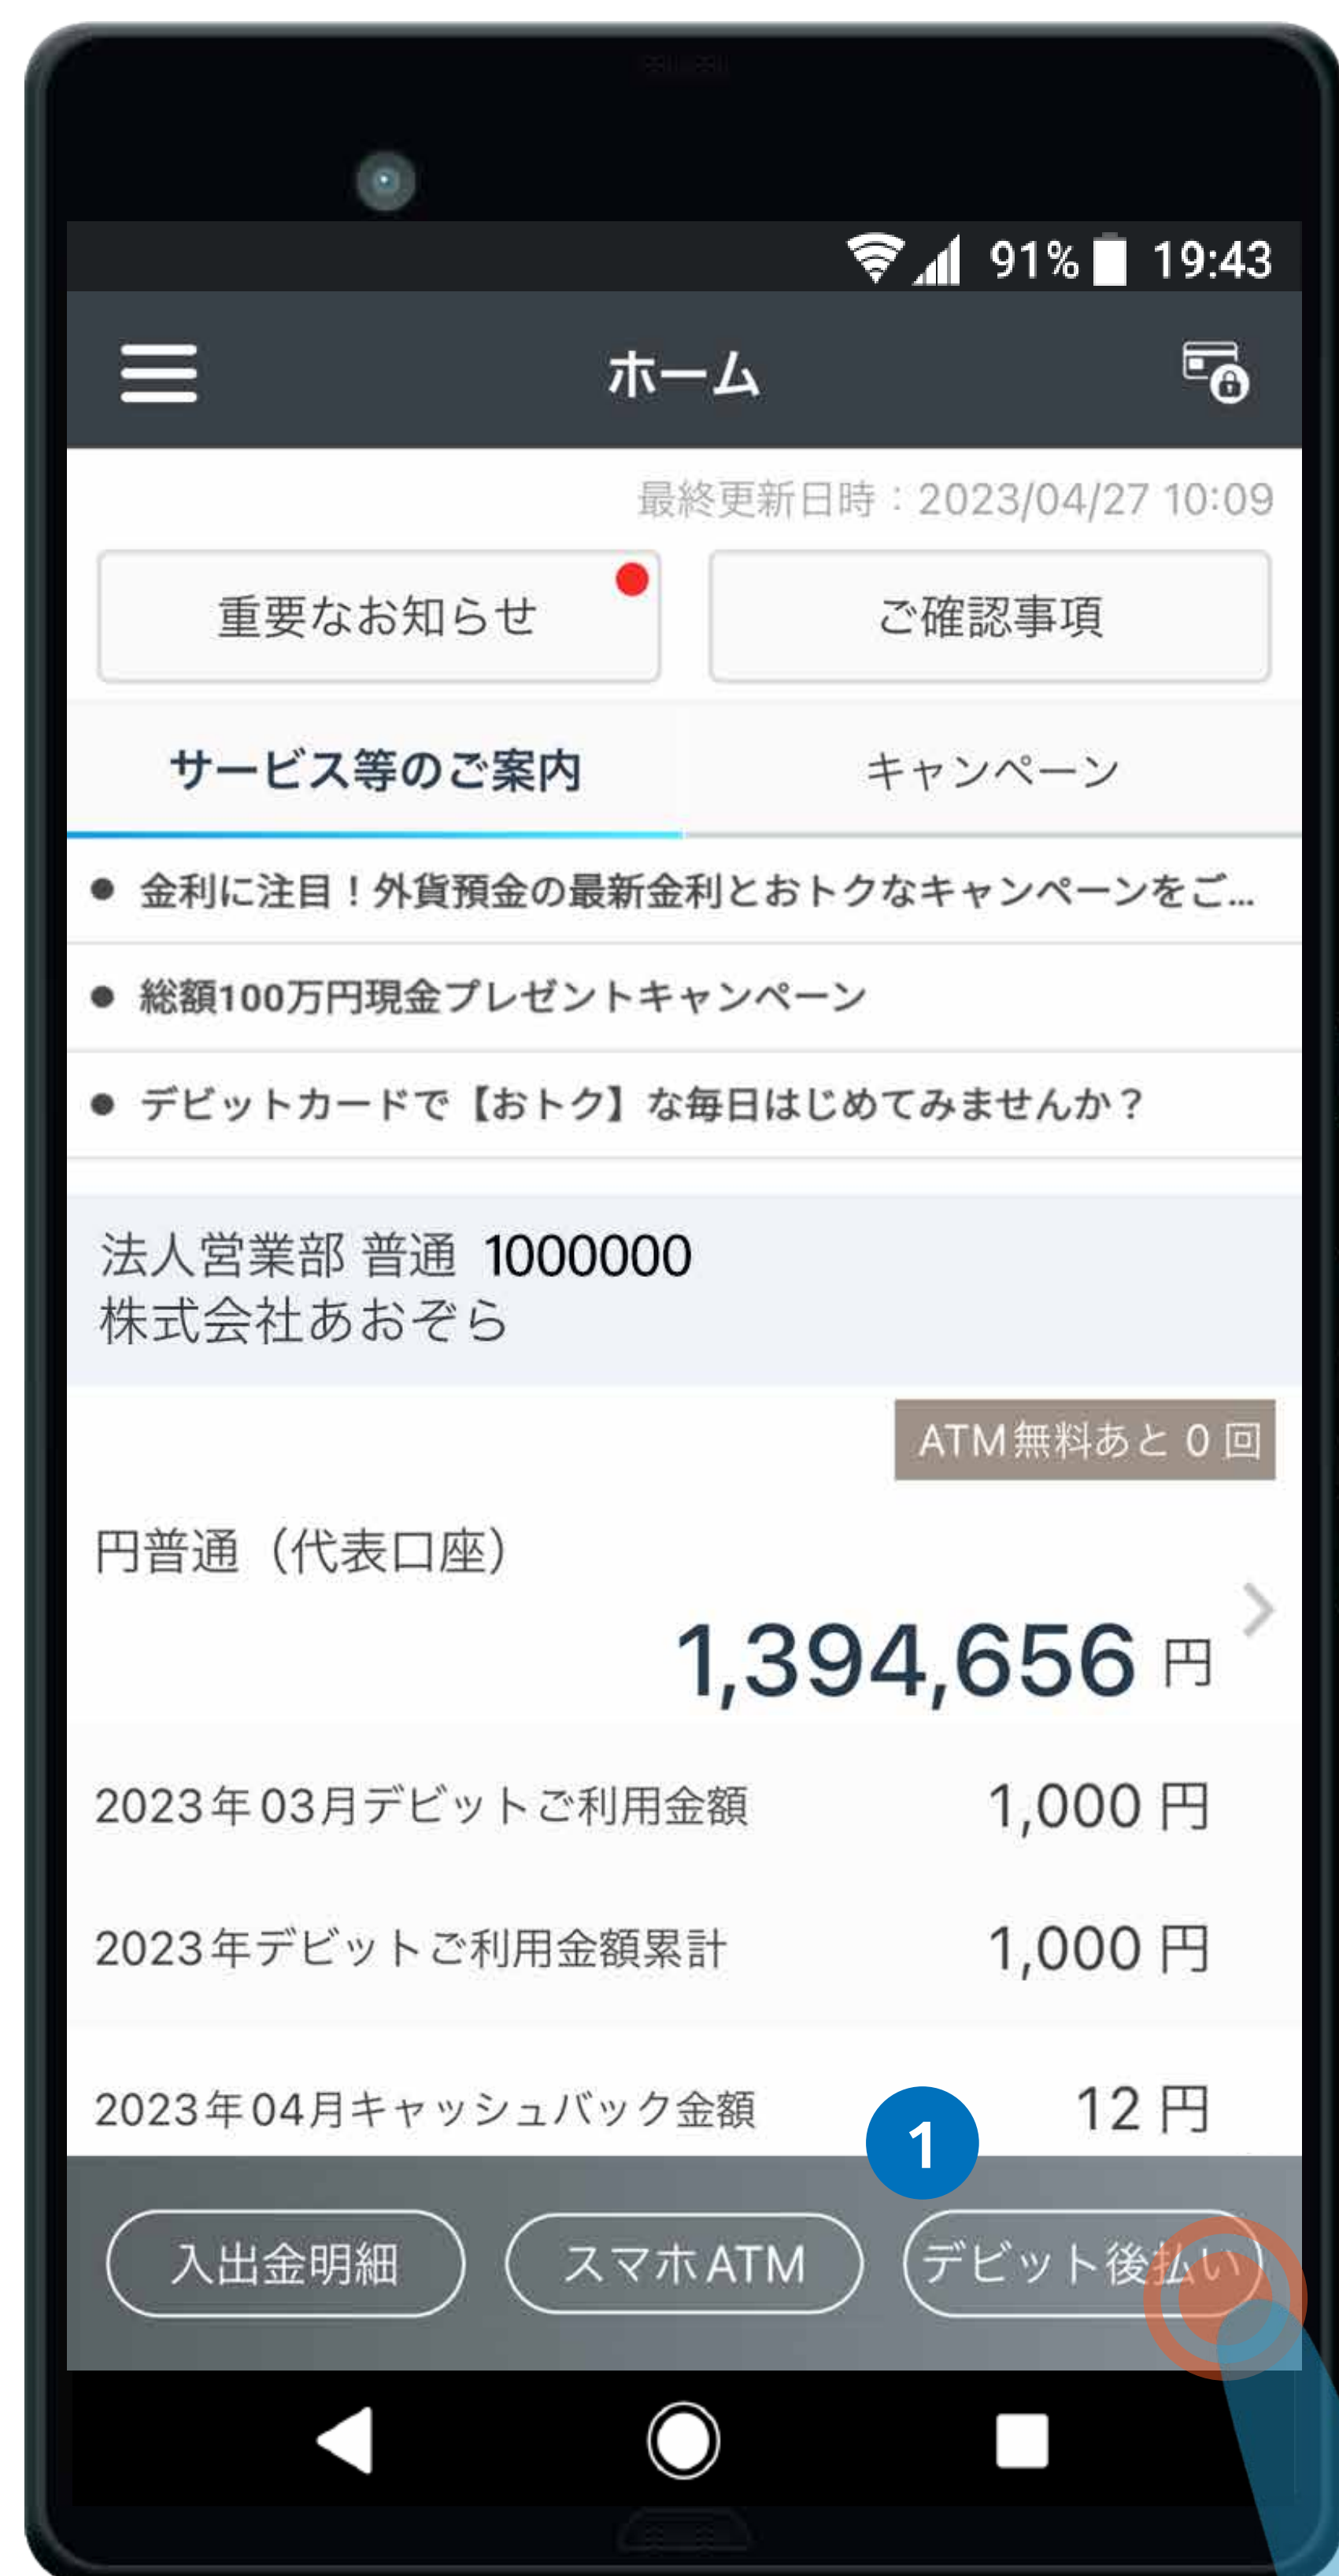 91% 19:43
ホーム
最終更新日時：2023/04/27 10:09
重要なお知らせ
ご確認事項
サービス等のご案内
キャンペーン
● 金利に注目！外貨預金の最新金利とおトクなキャンペーンをご…
● 総額100万円現金プレゼントキャンペーン
● デビットカードで【おトク】な毎日はじめてみませんか？
法人営業部 普通 1000000
株式会社あおぞら
ATM無料あと 0 回
円普通（代表口座）
1,394,656 円
2023年03月デビットご利用金額 1,000 円
2023年デビットご利用金額累計 1,000 円
2023年04月キャッシュバック金額 12 円
1
入出金明細
スマホATM
デビット後払い